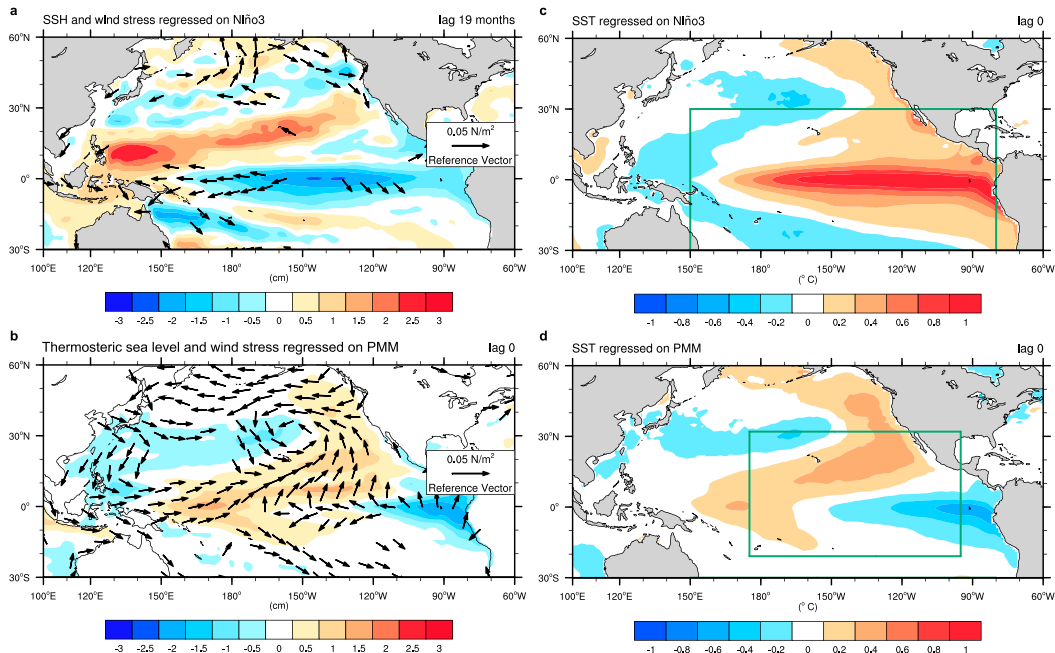 a SSH and wind stress regressed on Niño3 lag 19 months
60°N
30°N
0°
30°S
0.05 N/m²
Reference Vector
100°E 120°E 150°E 180° 150°W 120°W 90°W 60°W
(cm)
-3 -2.5 -2 -1.5 -1 -0.5 0 0.5 1 1.5 2 2.5 3
c SST regressed on Niño3 lag 0
60°N
30°N
0°
30°S
100°E 120°E 150°E 180° 150°W 120°W 90°W 60°W
(° C)
-1 -0.8 -0.6 -0.4 -0.2 0 0.2 0.4 0.6 0.8 1
b Thermosteric sea level and wind stress regressed on PMM lag 0
60°N
30°N
0°
30°S
0.05 N/m²
Reference Vector
100°E 120°E 150°E 180° 150°W 120°W 90°W 60°W
(cm)
-3 -2.5 -2 -1.5 -1 -0.5 0 0.5 1 1.5 2 2.5 3
d SST regressed on PMM lag 0
60°N
30°N
0°
30°S
100°E 120°E 150°E 180° 150°W 120°W 90°W 60°W
(° C)
-1 -0.8 -0.6 -0.4 -0.2 0 0.2 0.4 0.6 0.8 1